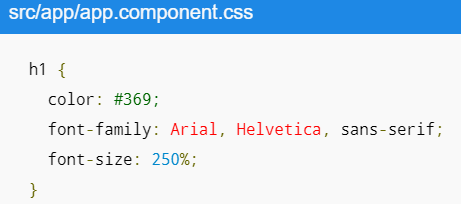 src/app/app.component.css
h1 {
  color: #369;
  font-family: Arial, Helvetica, sans-serif;
  font-size: 250%;
}